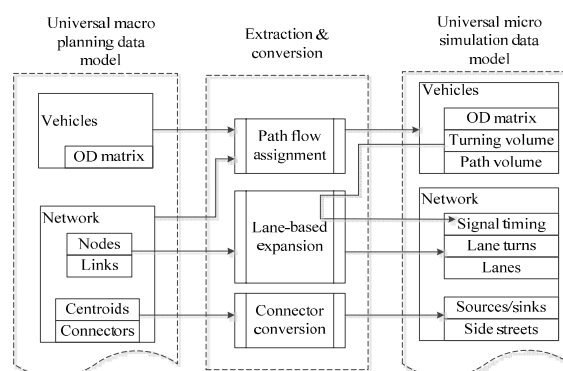 Universal macro
planning data
model
Extraction &
conversion
Universal micro
simulation data
model
Vehicles
OD matrix
Network
Nodes
Links
Centroids
Connectors
Path flow
assignment
Lane-based
expansion
Connector
conversion
Vehicles
OD matrix
Turning volume
Path volume
Network
Signal timing
Lane turns
Lanes
Sources/sinks
Side streets